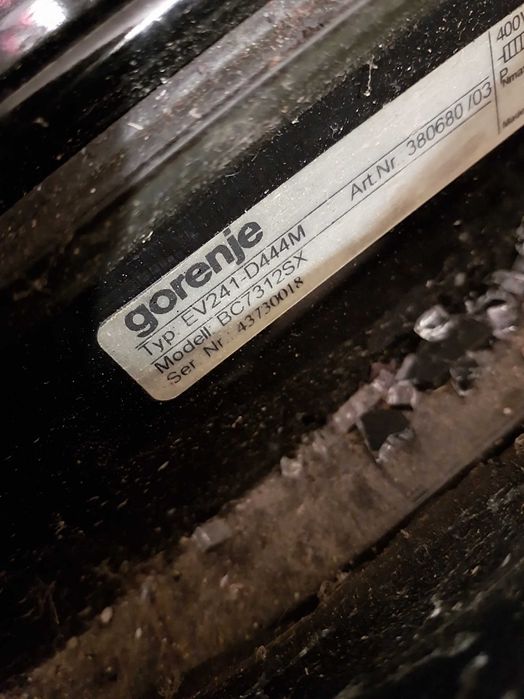 gorenje
Typ: EV241-D444M
Art.Nr 380680 /03
Modell: BC7312SX
Ser. Nr.: 43730018
400V